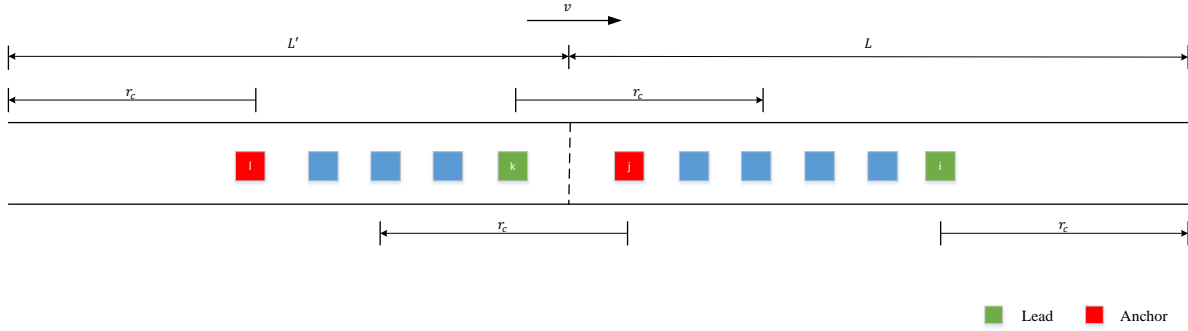 v
L′ L
r_c r_c
l k j i
r_c r_c
Lead Anchor